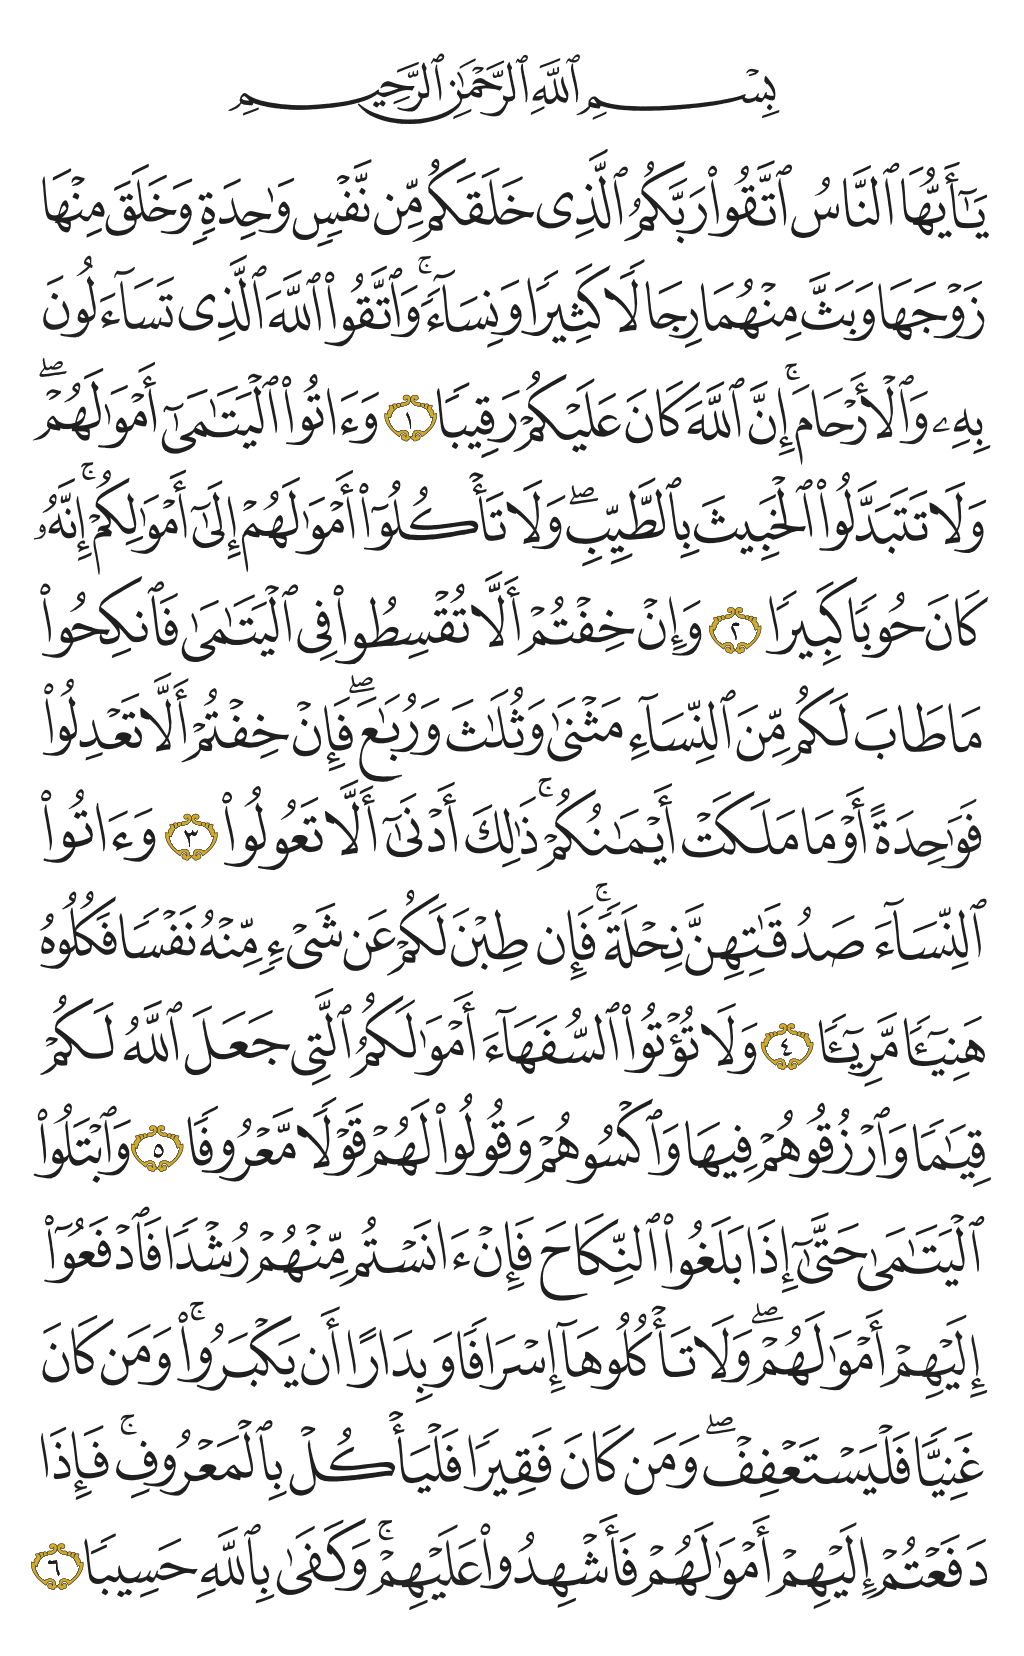 بِسْمِ ٱللَّهِ ٱلرَّحْمَٰنِ ٱلرَّحِيمِ
يَٰٓأَيُّهَا ٱلنَّاسُ ٱتَّقُوا۟ رَبَّكُمُ ٱلَّذِى خَلَقَكُم مِّن نَّفْسٍ وَٰحِدَةٍ وَخَلَقَ مِنْهَا
زَوْجَهَا وَبَثَّ مِنْهُمَا رِجَالًا كَثِيرًا وَنِسَآءً ۚ وَٱتَّقُوا۟ ٱللَّهَ ٱلَّذِى تَسَآءَلُونَ
بِهِۦ وَٱلْأَرْحَامَ ۚ إِنَّ ٱللَّهَ كَانَ عَلَيْكُمْ رَقِيبًا ١ وَءَاتُوا۟ ٱلْيَتَٰمَىٰٓ أَمْوَٰلَهُمْ ۖ
وَلَا تَتَبَدَّلُوا۟ ٱلْخَبِيثَ بِٱلطَّيِّبِ ۖ وَلَا تَأْكُلُوٓا۟ أَمْوَٰلَهُمْ إِلَىٰٓ أَمْوَٰلِكُمْ ۚ إِنَّهُۥ
كَانَ حُوبًا كَبِيرًا ٢ وَإِنْ خِفْتُمْ أَلَّا تُقْسِطُوا۟ فِى ٱلْيَتَٰمَىٰ فَٱنكِحُوا۟
مَا طَابَ لَكُم مِّنَ ٱلنِّسَآءِ مَثْنَىٰ وَثُلَٰثَ وَرُبَٰعَ ۖ فَإِنْ خِفْتُمْ أَلَّا تَعْدِلُوا۟
فَوَٰحِدَةً أَوْ مَا مَلَكَتْ أَيْمَٰنُكُمْ ۚ ذَٰلِكَ أَدْنَىٰٓ أَلَّا تَعُولُوا۟ ٣ وَءَاتُوا۟
ٱلنِّسَآءَ صَدُقَٰتِهِنَّ نِحْلَةً ۚ فَإِن طِبْنَ لَكُمْ عَن شَىْءٍ مِّنْهُ نَفْسًا فَكُلُوهُ
هَنِيٓـًٔا مَّرِيٓـًٔا ٤ وَلَا تُؤْتُوا۟ ٱلسُّفَهَآءَ أَمْوَٰلَكُمُ ٱلَّتِى جَعَلَ ٱللَّهُ لَكُمْ
قِيَٰمًا وَٱرْزُقُوهُمْ فِيهَا وَٱكْسُوهُمْ وَقُولُوا۟ لَهُمْ قَوْلًا مَّعْرُوفًا ٥ وَٱبْتَلُوا۟
ٱلْيَتَٰمَىٰ حَتَّىٰٓ إِذَا بَلَغُوا۟ ٱلنِّكَاحَ فَإِنْ ءَانَسْتُم مِّنْهُمْ رُشْدًا فَٱدْفَعُوٓا۟
إِلَيْهِمْ أَمْوَٰلَهُمْ ۖ وَلَا تَأْكُلُوهَآ إِسْرَافًا وَبِدَارًا أَن يَكْبَرُوا۟ ۚ وَمَن كَانَ
غَنِيًّا فَلْيَسْتَعْفِفْ ۖ وَمَن كَانَ فَقِيرًا فَلْيَأْكُلْ بِٱلْمَعْرُوفِ ۚ فَإِذَا
دَفَعْتُمْ إِلَيْهِمْ أَمْوَٰلَهُمْ فَأَشْهِدُوا۟ عَلَيْهِمْ ۚ وَكَفَىٰ بِٱللَّهِ حَسِيبًا ٦